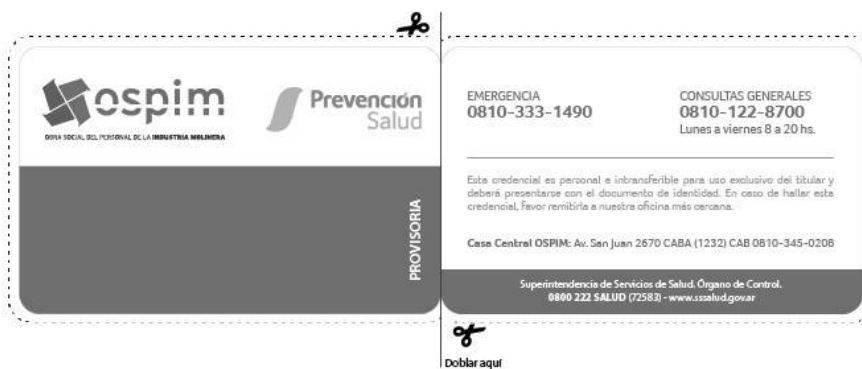 ospim
OBRA SOCIAL DEL PERSONAL DE LA INDUSTRIA MOLINERA
Prevención
Salud
PROVISORIA
EMERGENCIA
0810-333-1490
CONSULTAS GENERALES
0810-122-8700
Lunes a viernes 8 a 20 hs.
Esta credencial es personal e intransferible para uso exclusivo del titular y
deberá presentarse con el documento de identidad. En caso de hallar esta
credencial, favor remitirla a nuestra oficina más cercana.
Casa Central OSPIM: Av. San Juan 2670 CABA (1232) CAB 0810-345-0208
Superintendencia de Servicios de Salud. Órgano de Control.
0800 222 SALUD (72583) - www.sssalud.gov.ar
Doblar aquí